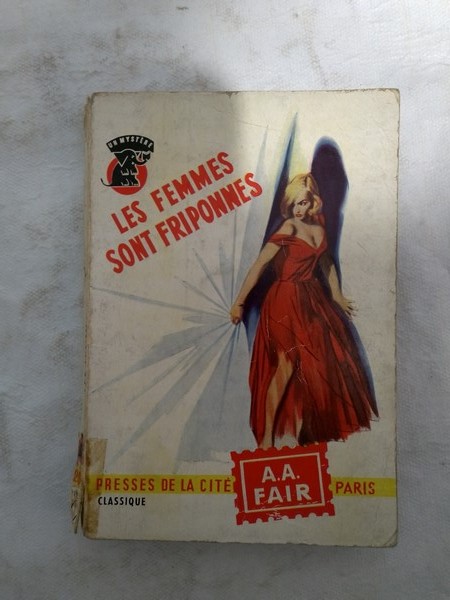 UN MYSTÈRE
LES FEMMES
SONT FRIPONNES
PRESSES DE LA CITÉ
A.A.
FAIR
PARIS
CLASSIQUE